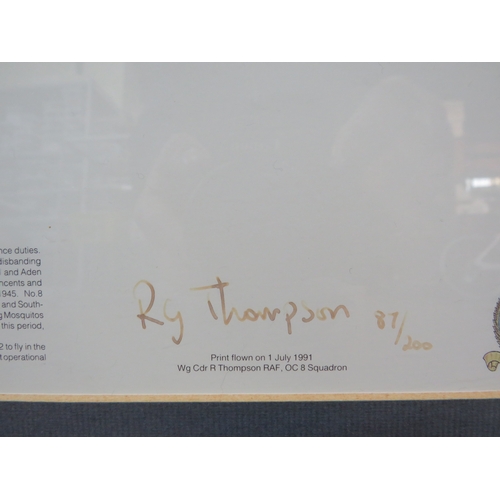 nce duties.
disbanding
and Aden
ncents and
1945. No.8
and South-
g Mosquitos
this period,
2 to fly in the
t operational
RG Thompson 87/200
Print flown on 1 July 1991
Wg Cdr R Thompson RAF, OC 8 Squadron